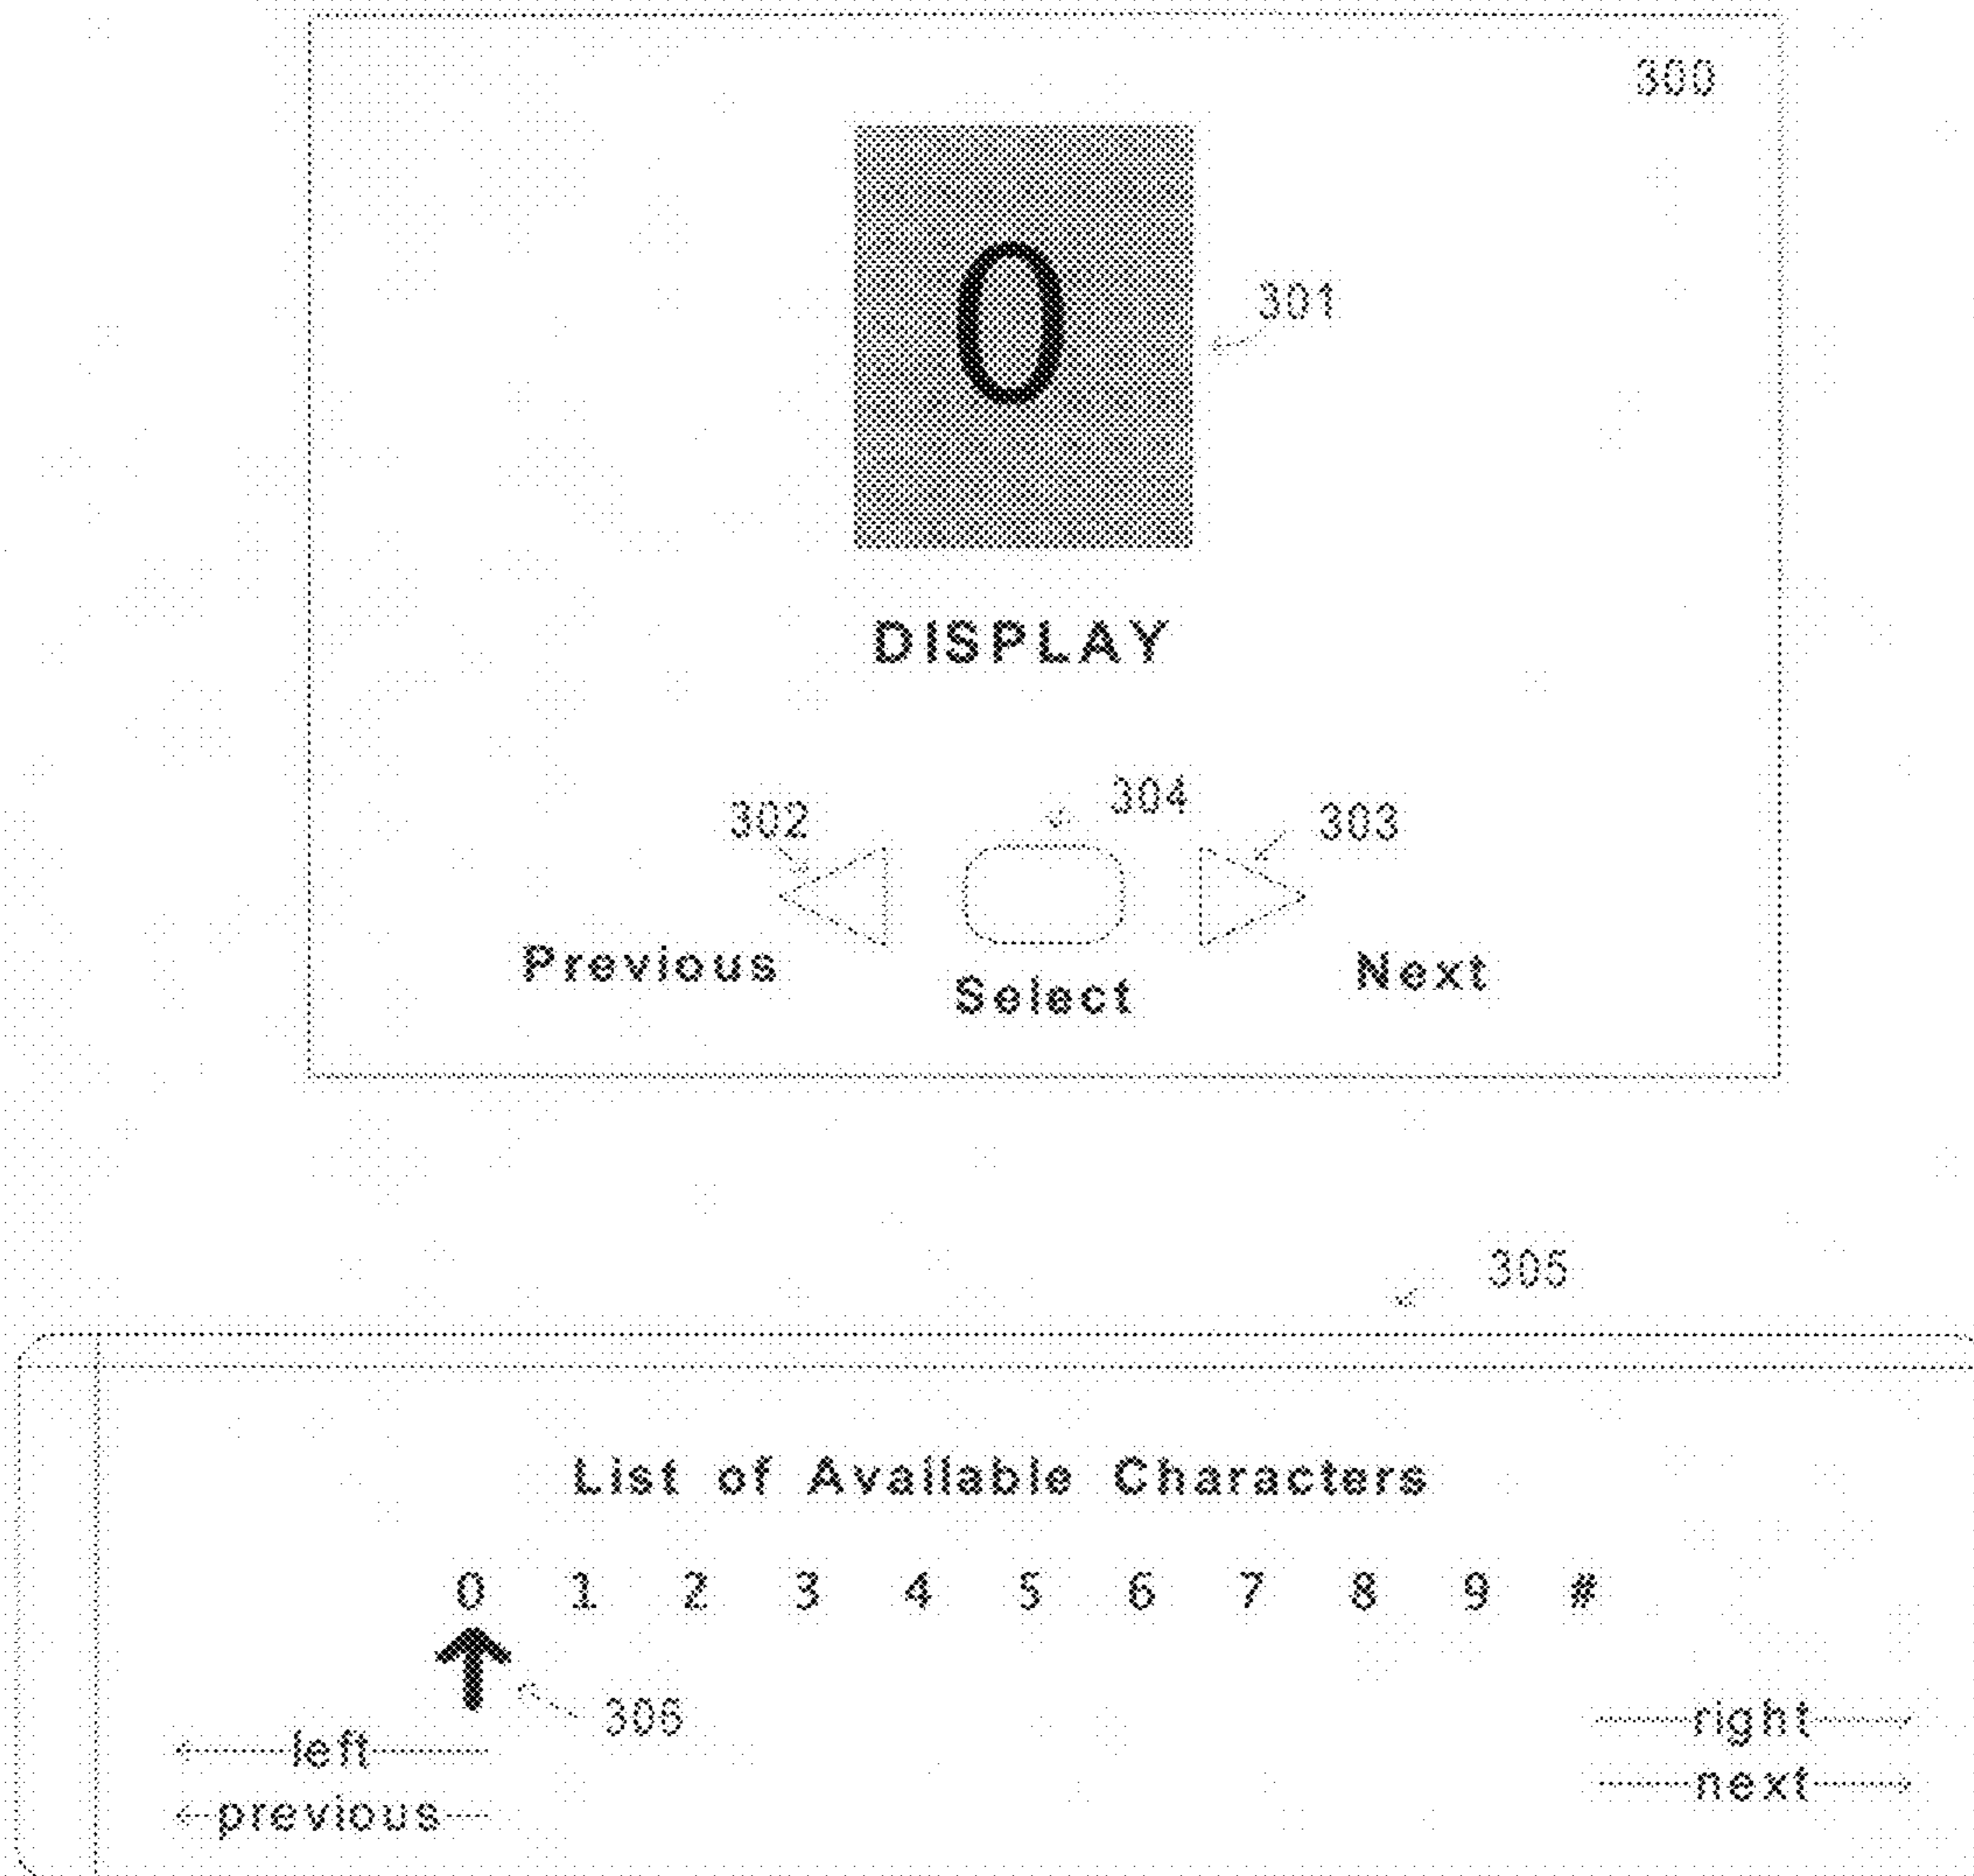 300
0
301
DISPLAY
302
304
303
Previous
Select
Next
305
List of Available Characters
0 1 2 3 4 5 6 7 8 9 #
306
left
previous
right
next